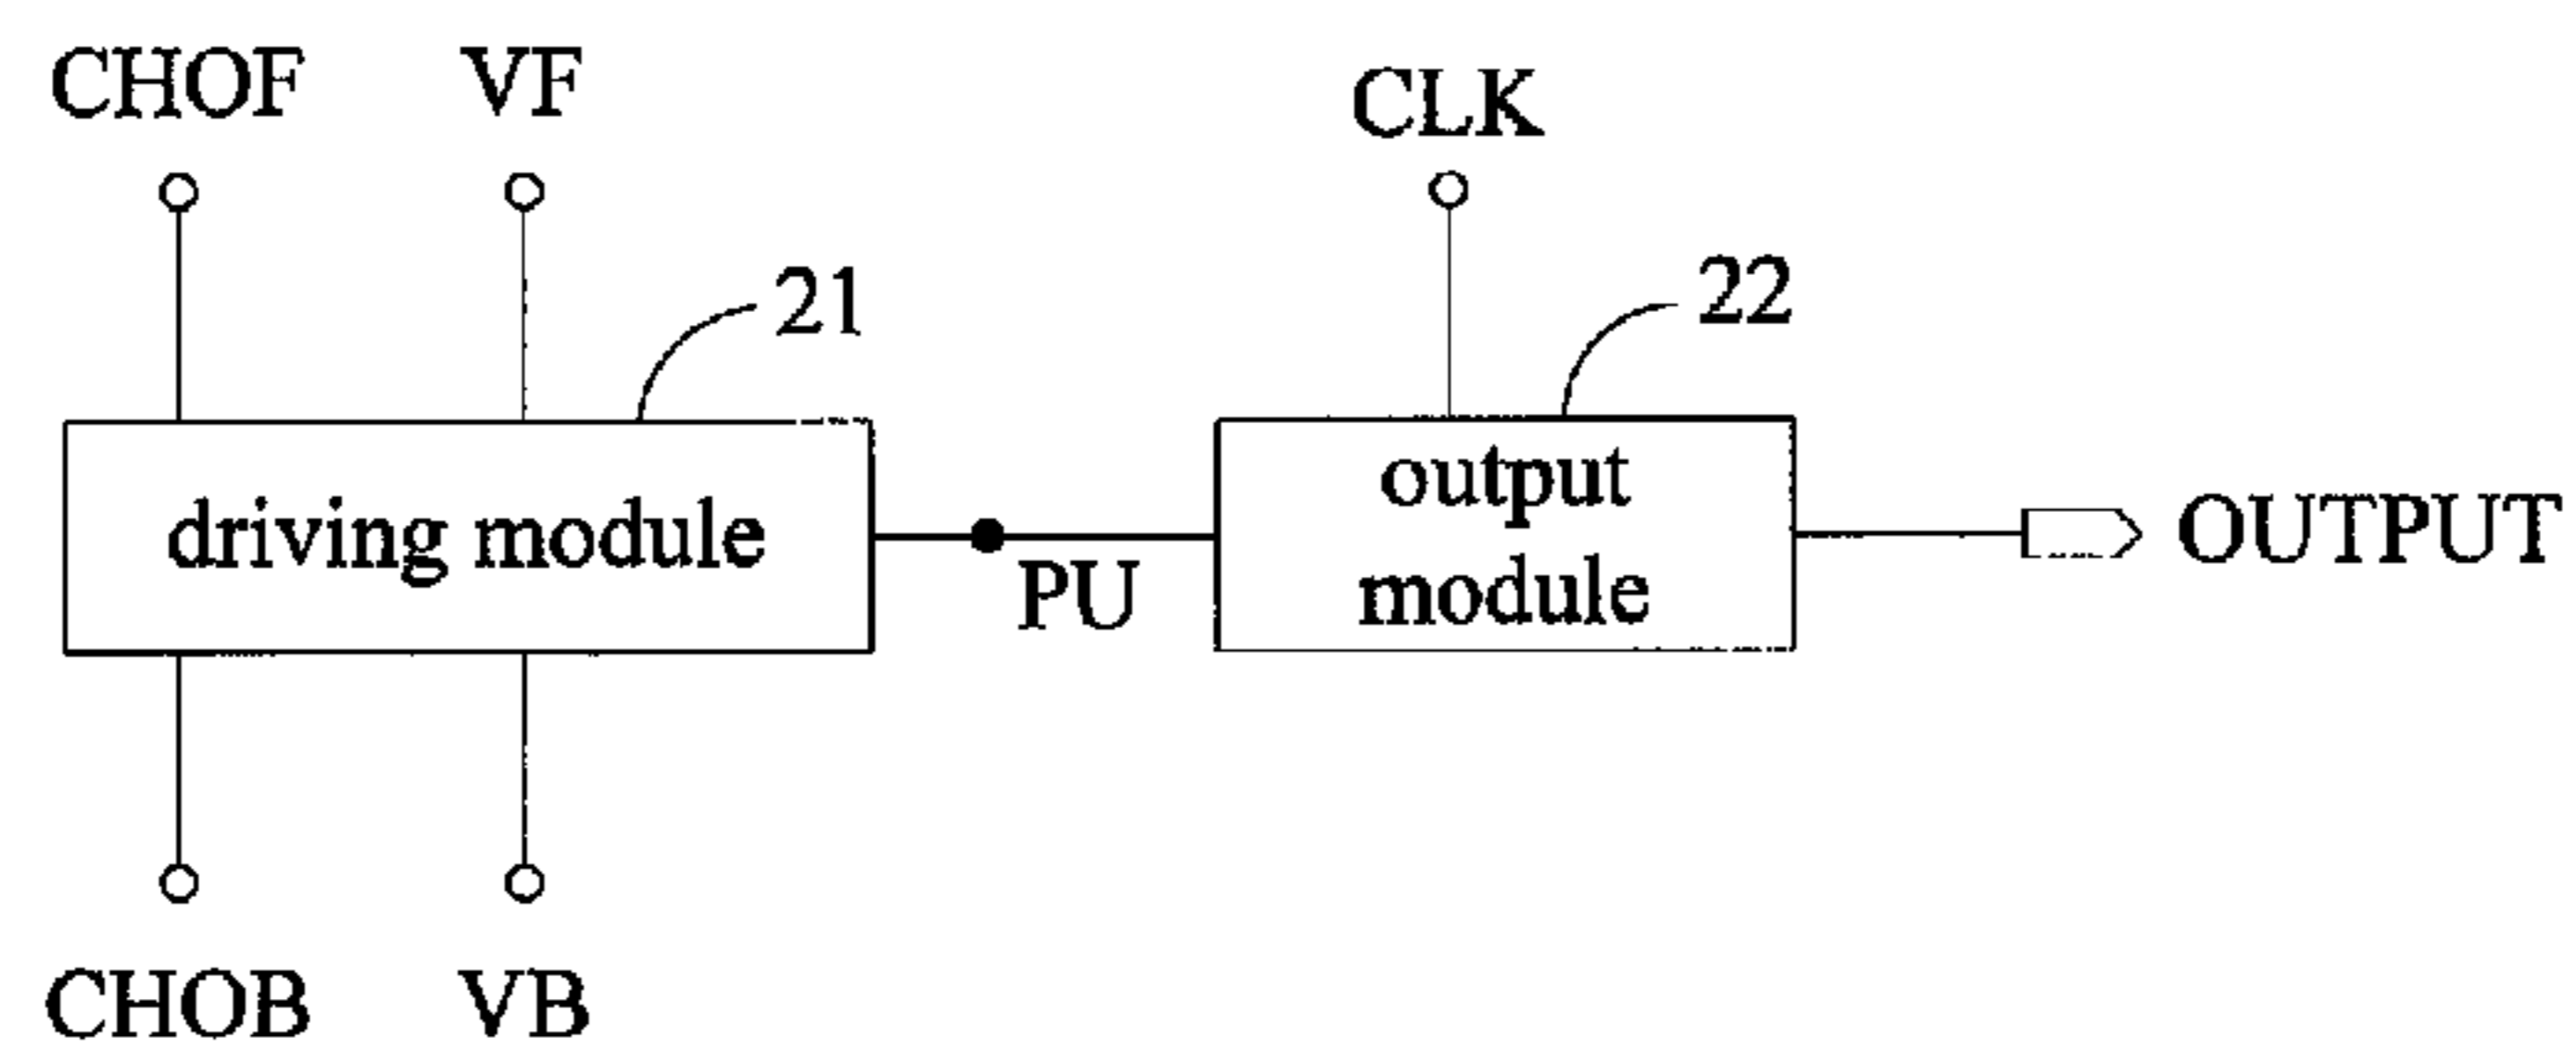 CHOF VF CLK
21 22
driving module
output
module
PU
OUTPUT
CHOB VB